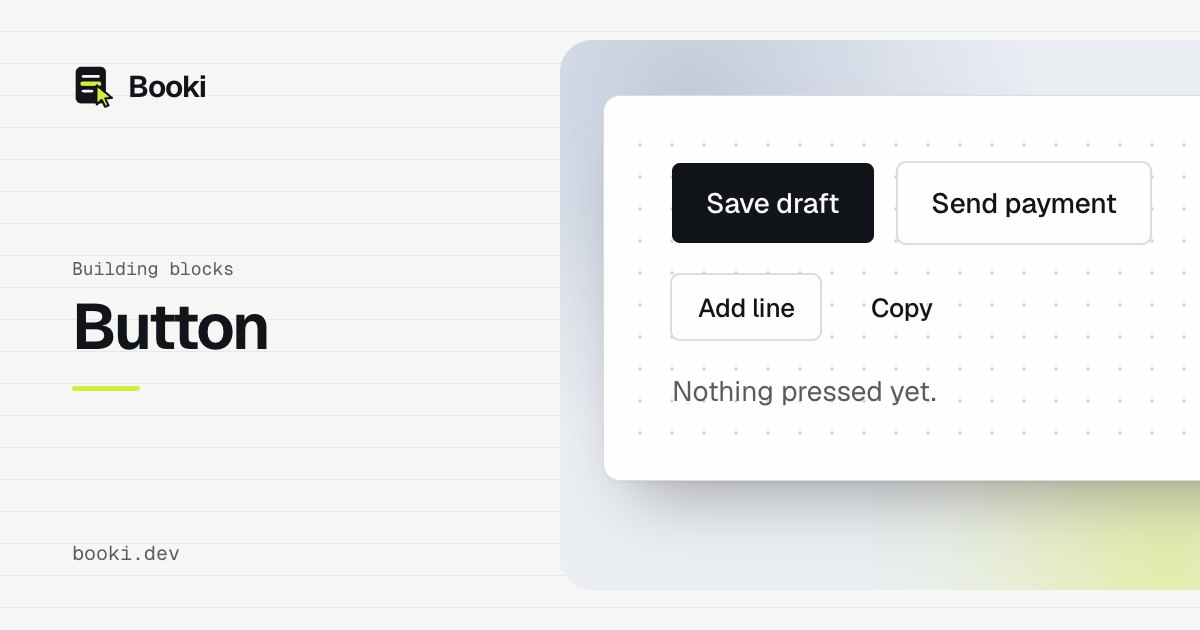 Booki
Building blocks
Button
booki.dev
Save draft
Send payment
Add line
Copy
Nothing pressed yet.